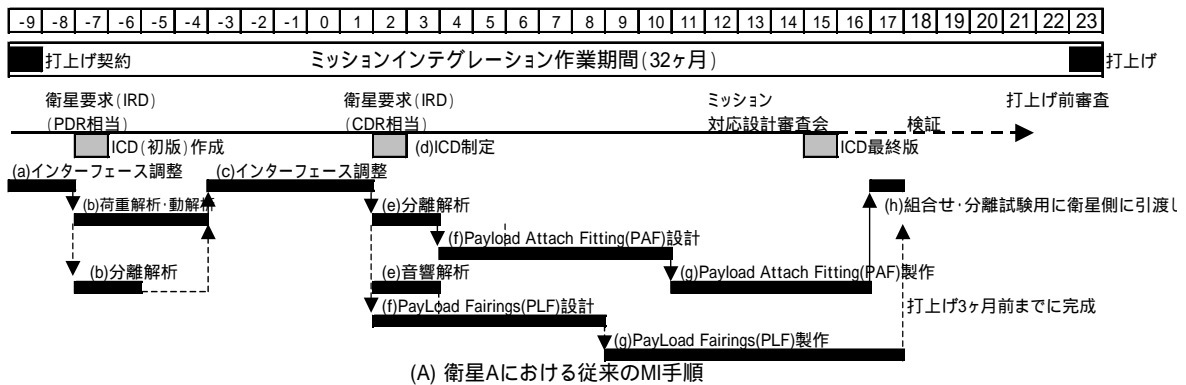 -9 -8 -7 -6 -5 -4 -3 -2 -1 0 1 2 3 4 5 6 7 8 9 10 11 12 13 14 15 16 17 18 19 20 21 22 23
打上げ契約 ミッションインテグレーション作業期間(32ヶ月) 打上げ
衛星要求(IRD) 衛星要求(IRD) ミッション 打上げ前審査
(PDR相当) (CDR相当) 対応設計審査会 検証
ICD(初版)作成 (d)ICD制定 ICD最終版
(a)インターフェース調整 (c)インターフェース調整
(b)荷重解析・動解析 (e)分離解析 (h)組合せ・分離試験用に衛星側に引渡し
(f)Payload Attach Fitting(PAF)設計
(b)分離解析 (e)音響解析 (g)Payload Attach Fitting(PAF)製作
(f)PayLoad Fairings(PLF)設計 打上げ3ヶ月前までに完成
(g)PayLoad Fairings(PLF)製作
(A) 衛星Aにおける従来のMI手順